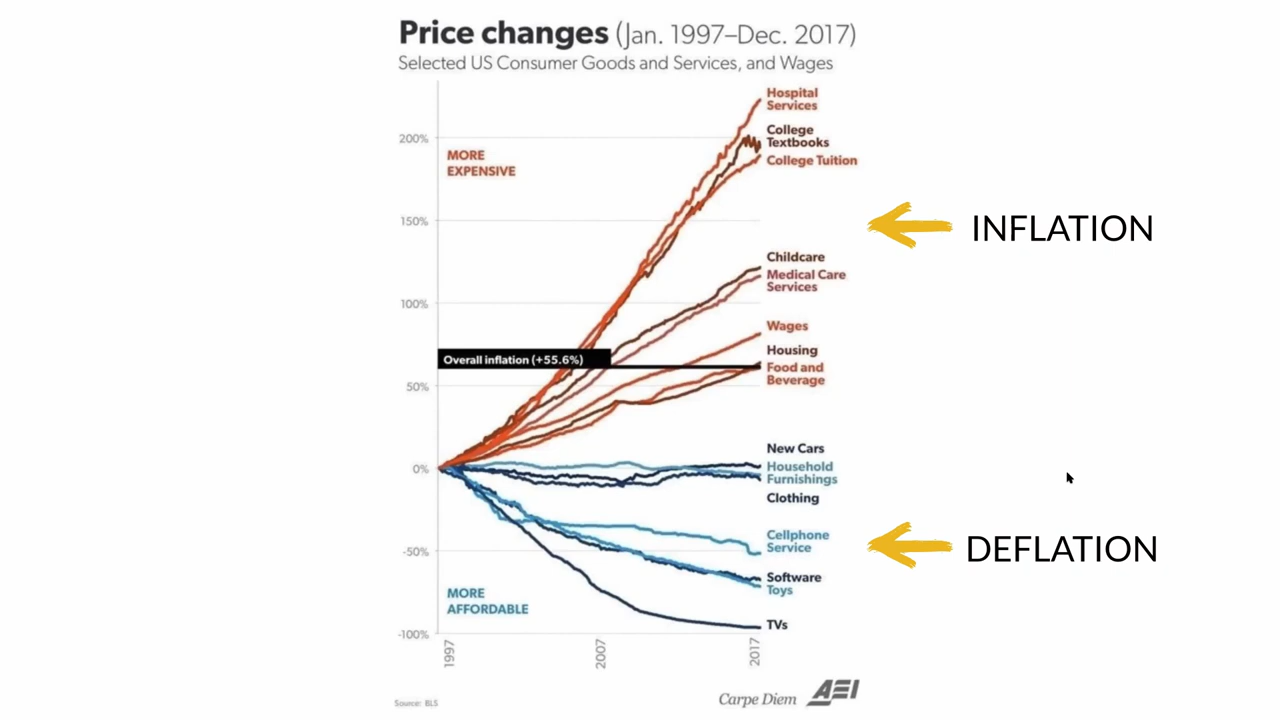 Price changes (Jan. 1997–Dec. 2017)
Selected US Consumer Goods and Services, and Wages
200%
150%
100%
50%
0%
-50%
-100%
MORE
EXPENSIVE
Overall inflation (+55.6%)
MORE
AFFORDABLE
Hospital
Services
College
Textbooks
College Tuition
Childcare
Medical Care
Services
Wages
Housing
Food and
Beverage
New Cars
Household
Furnishings
Clothing
Cellphone
Service
Software
Toys
TVs
INFLATION
DEFLATION
1997
2007
2017
Source: BLS
Carpe Diem AEI